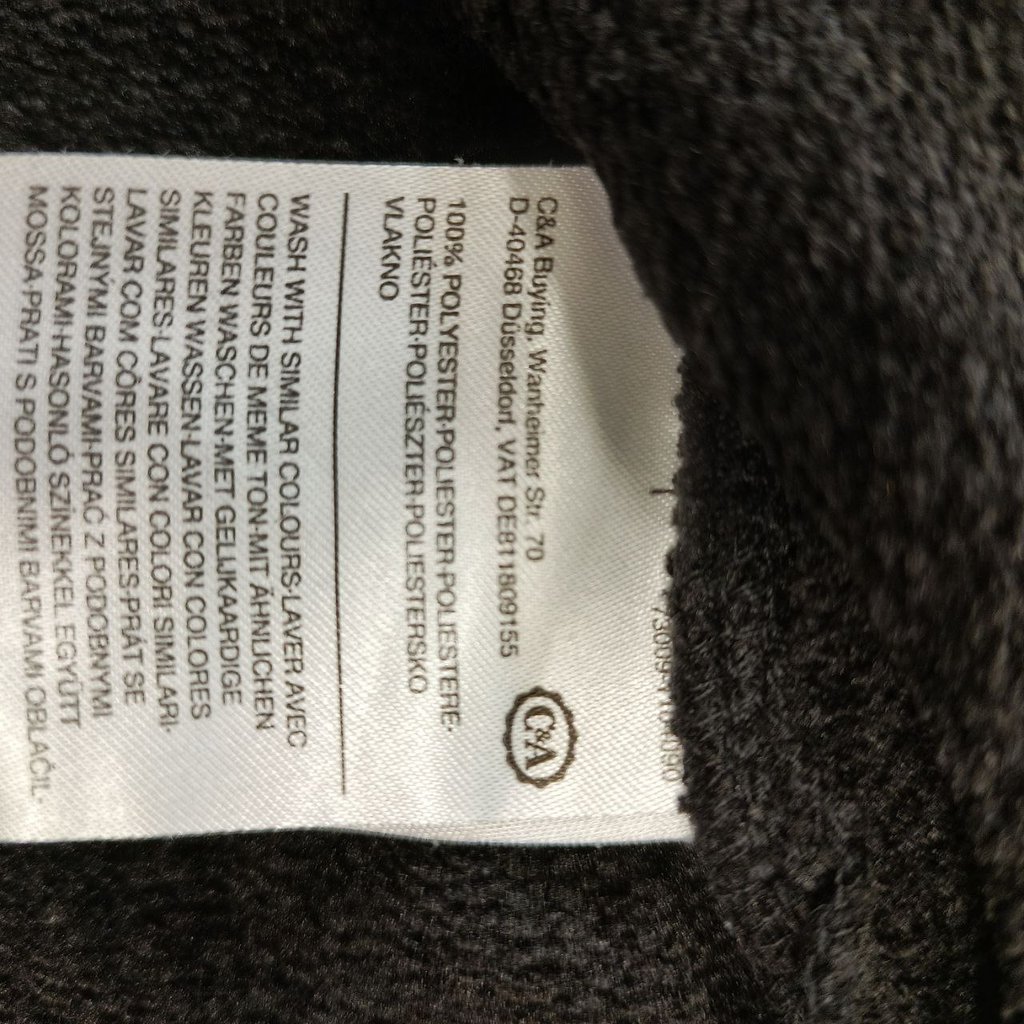 C&A Buying, Wanheimer Str. 70
D-40468 Düsseldorf, VAT DE811809155
C&A
100% POLYESTER·POLIESTER·POLIESTERE·
POLIÉSTER·POLIÉSZTER·POLIESTERSKO
VLAKNO
WASH WITH SIMILAR COLOURS·LAVER AVEC
COULEURS DE MEME TON·MIT ÄHNLICHEN
FARBEN WASCHEN·MET GELIJKAARDIGE
KLEUREN WASSEN·LAVAR CON COLORES
SIMILARES·LAVARE CON COLORI SIMILARI·
LAVAR COM CÔRES SIMILARES·PRÁT SE
STEJNYMI BARVAMI·PRAĆ Z PODOBNYMI
KOLORAMI·HASONLÓ SZÍNEKKEL EGYÜTT
MOSSA·PRATI S PODOBNIMI BARVAMI OBLAČIL·